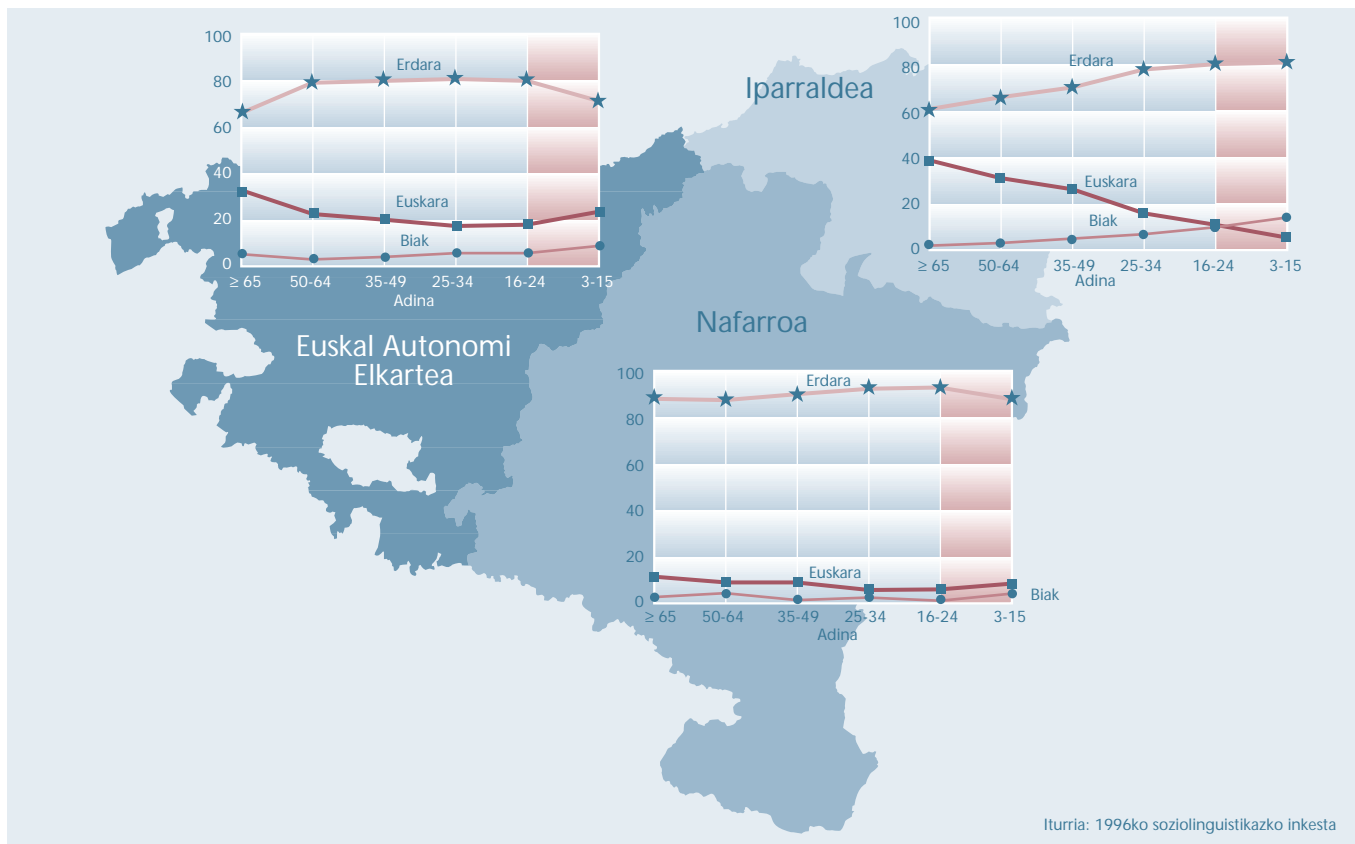 100
80
60
40
20
0
Erdara
Euskara
Biak
≥ 65 50-64 35-49 25-34 16-24 3-15
Adina
Iparraldea
100
80
60
40
20
0
Erdara
Euskara
Biak
≥ 65 50-64 35-49 25-34 16-24 3-15
Adina
Euskal Autonomi
Elkartea
Nafarroa
100
80
60
40
20
0
Erdara
Euskara
Biak
≥ 65 50-64 35-49 25-34 16-24 3-15
Adina
Iturria: 1996ko soziolinguistikazko inkesta